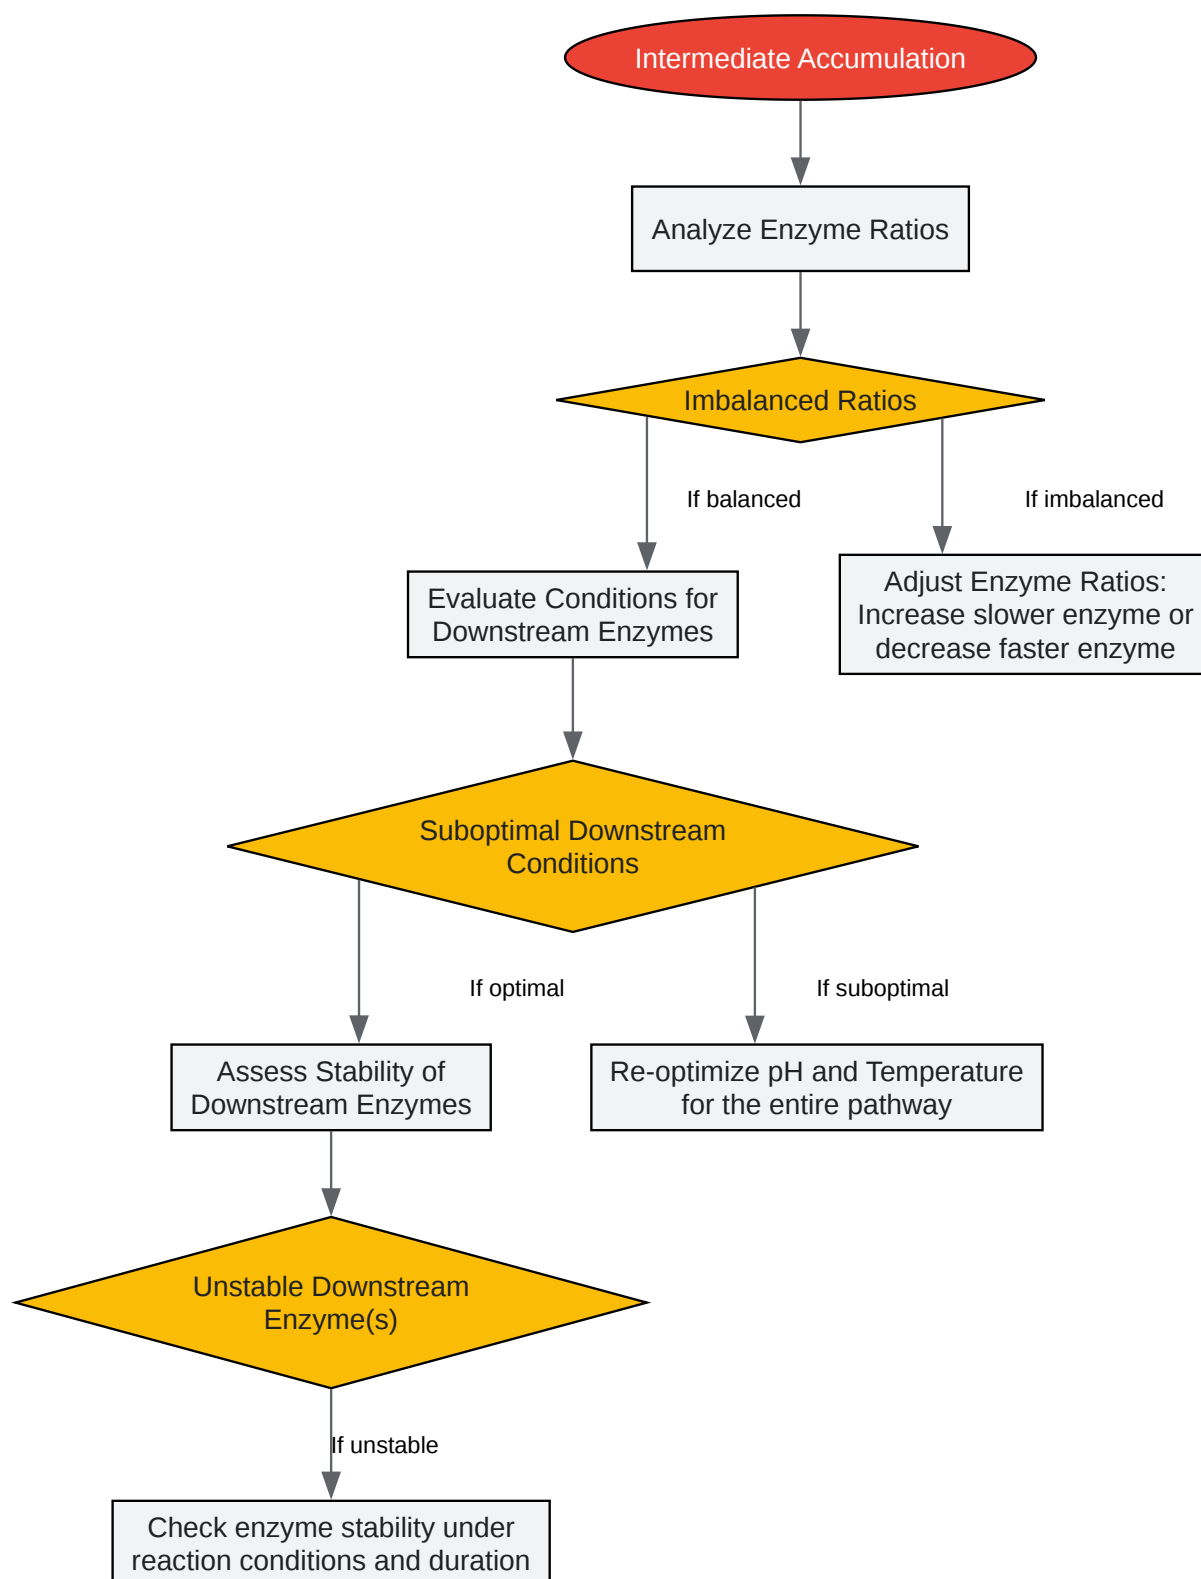 Intermediate Accumulation
Analyze Enzyme Ratios
Imbalanced Ratios
If balanced
If imbalanced
Evaluate Conditions for
Downstream Enzymes
Adjust Enzyme Ratios:
Increase slower enzyme or
decrease faster enzyme
Suboptimal Downstream
Conditions
If optimal
If suboptimal
Assess Stability of
Downstream Enzymes
Re-optimize pH and Temperature
for the entire pathway
Unstable Downstream
Enzyme(s)
If unstable
Check enzyme stability under
reaction conditions and duration